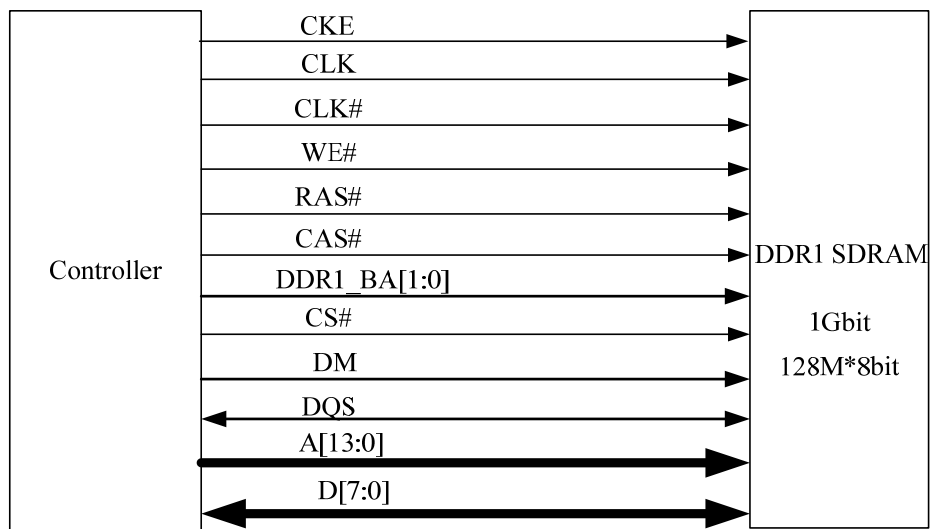 CKE
CLK
CLK#
WE#
RAS#
CAS#
DDR1_BA[1:0]
CS#
DM
DQS
A[13:0]
D[7:0]
Controller
DDR1 SDRAM
1Gbit
128M*8bit